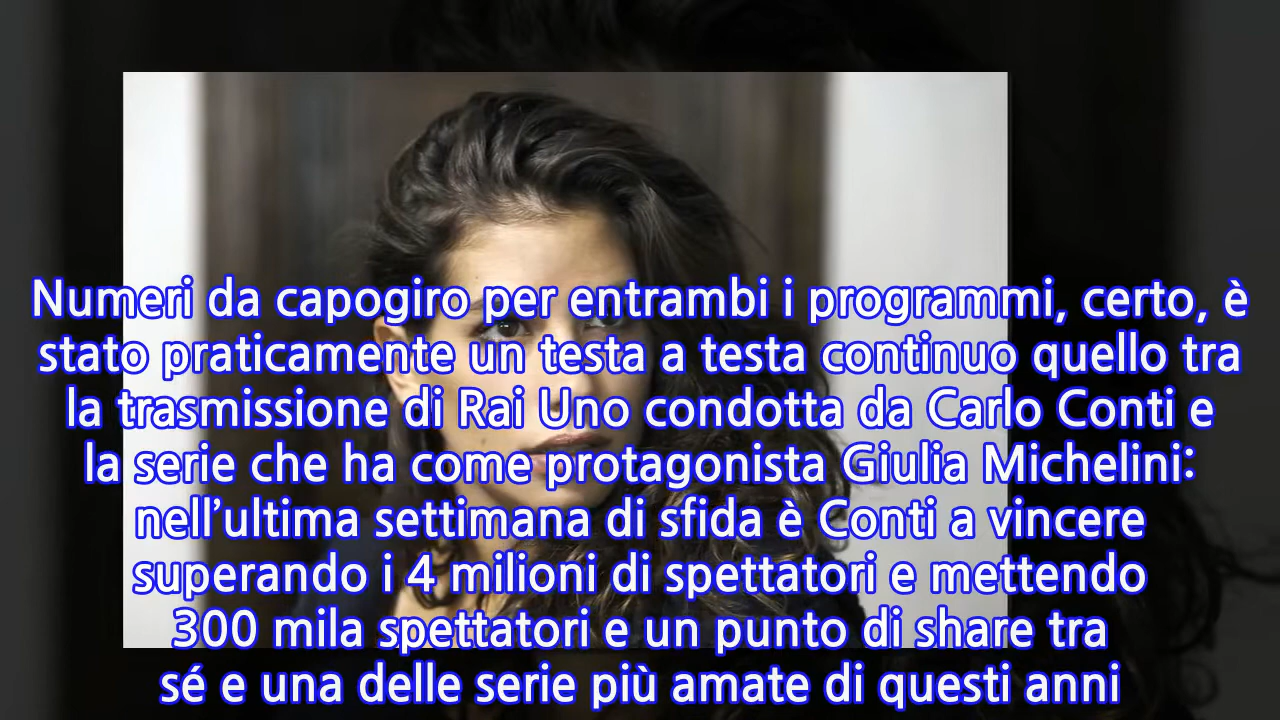 Numeri da capogiro per entrambi i programmi, certo, è
stato praticamente un testa a testa continuo quello tra
la trasmissione di Rai Uno condotta da Carlo Conti e
la serie che ha come protagonista Giulia Michelini:
nell’ultima settimana di sfida è Conti a vincere
superando i 4 milioni di spettatori e mettendo
300 mila spettatori e un punto di share tra
sé e una delle serie più amate di questi anni